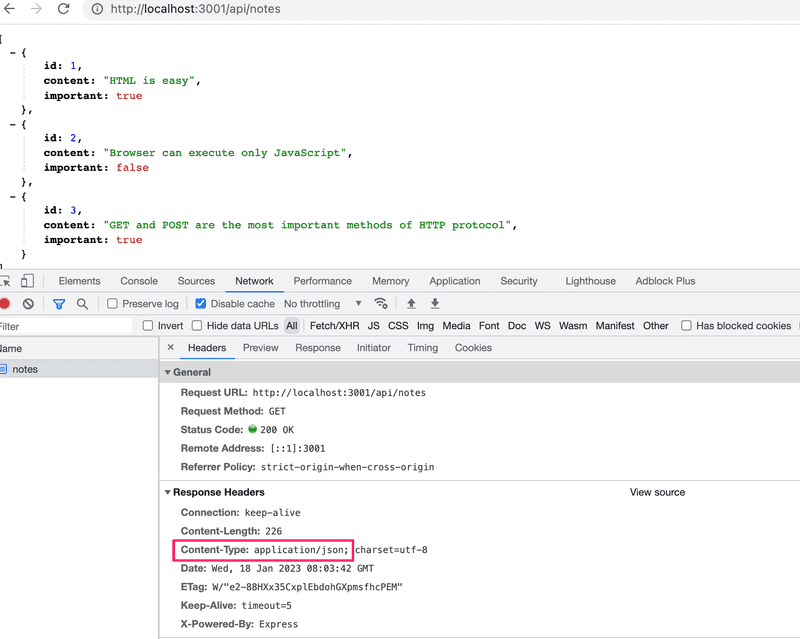 http://localhost:3001/api/notes
[
− {
id: 1,
content: "HTML is easy",
important: true
},
− {
id: 2,
content: "Browser can execute only JavaScript",
important: false
},
− {
id: 3,
content: "GET and POST are the most important methods of HTTP protocol",
important: true
}
]
Elements Console Sources Network Performance Memory Application Security Lighthouse Adblock Plus
Preserve log Disable cache No throttling
Filter Invert Hide data URLs All Fetch/XHR JS CSS Img Media Font Doc WS Wasm Manifest Other Has blocked cookies
Name × Headers Preview Response Initiator Timing Cookies
notes
General
Request URL: http://localhost:3001/api/notes
Request Method: GET
Status Code: 200 OK
Remote Address: [::1]:3001
Referrer Policy: strict-origin-when-cross-origin
Response Headers View source
Connection: keep-alive
Content-Length: 226
Content-Type: application/json; charset=utf-8
Date: Wed, 18 Jan 2023 08:03:42 GMT
ETag: W/"e2-88HXx35CxplEbdohGXpmsfhcPEM"
Keep-Alive: timeout=5
X-Powered-By: Express